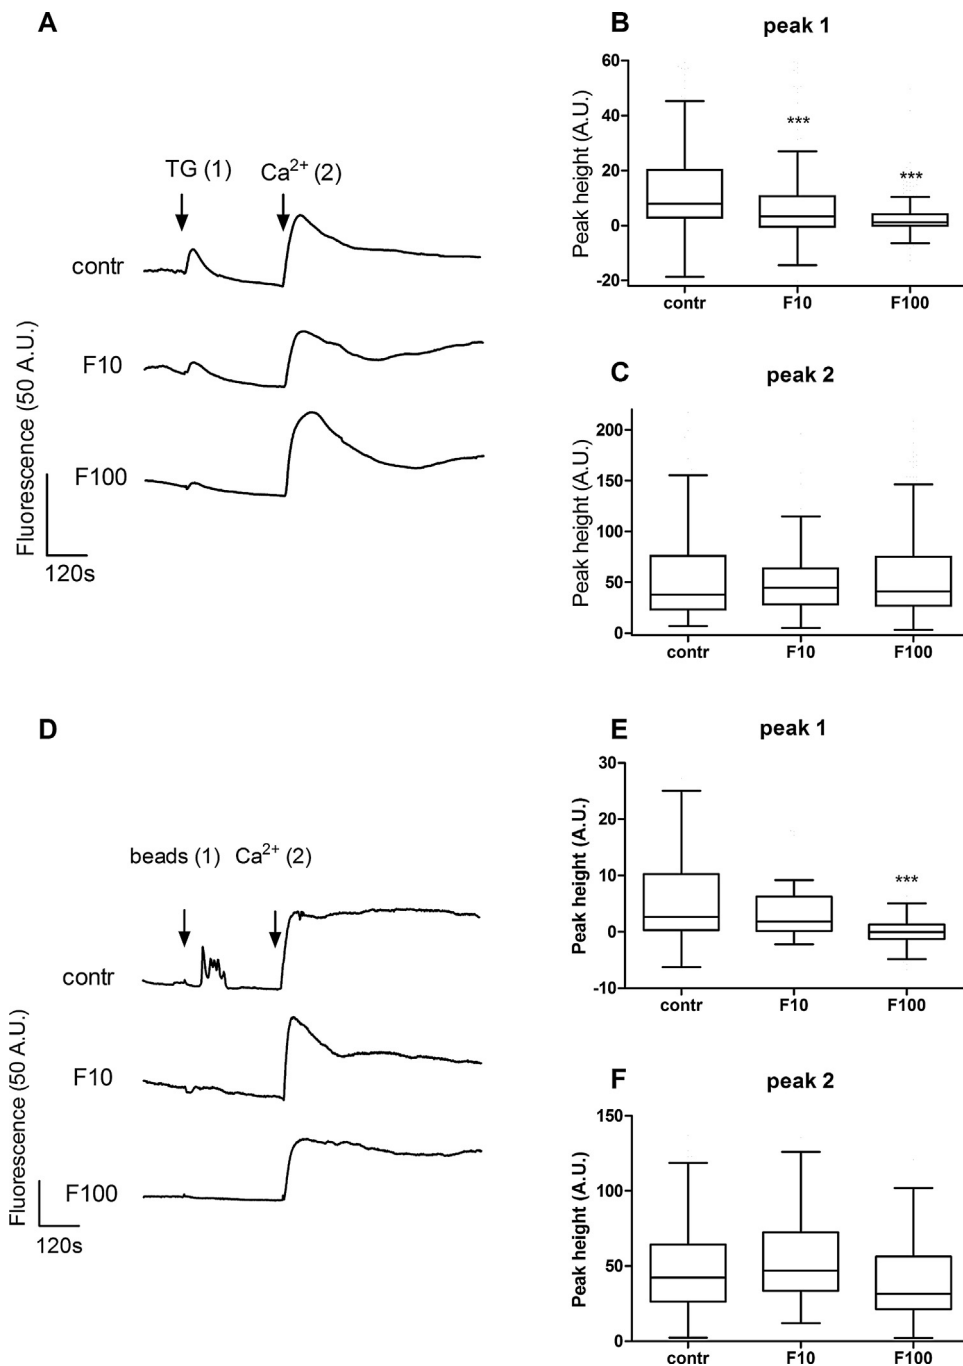 A
TG (1)
Ca²⁺ (2)
contr
F10
F100
Fluorescence (50 A.U.)
120s
B
peak 1
Peak height (A.U.)
60
40
20
0
-20
***
***
contr
F10
F100
C
peak 2
Peak height (A.U.)
200
150
100
50
0
contr
F10
F100
D
beads (1)
Ca²⁺ (2)
contr
F10
F100
Fluorescence (50 A.U.)
120s
E
peak 1
Peak height (A.U.)
30
20
10
0
-10
***
contr
F10
F100
F
peak 2
Peak height (A.U.)
150
100
50
0
contr
F10
F100